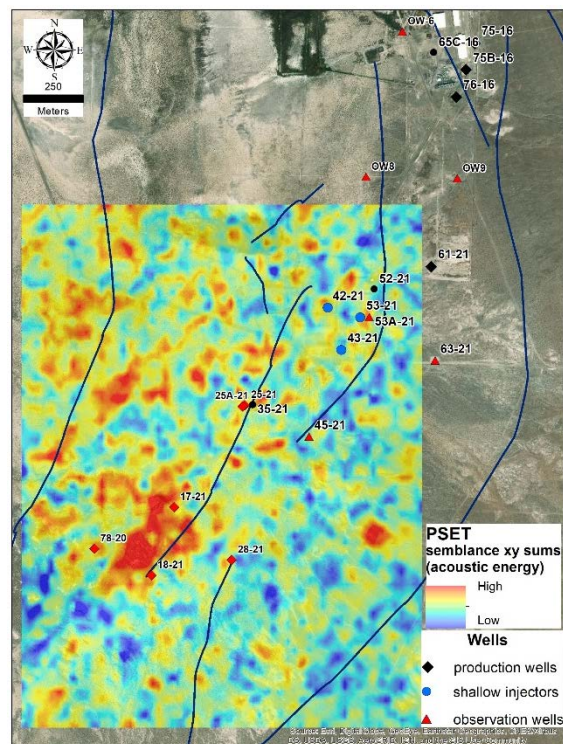 OW-6
75-16
65C-16
75B-16
76-16
N
W E
S
250
Meters
OW8
OW9
61-21
52-21
42-21
53-21
53A-21
43-21
63-21
25A-21
25-21
35-21
45-21
17-21
78-20
18-21
28-21
PSET
semblance xy sums
(acoustic energy)
High
Low
Wells
production wells
shallow injectors
observation wells